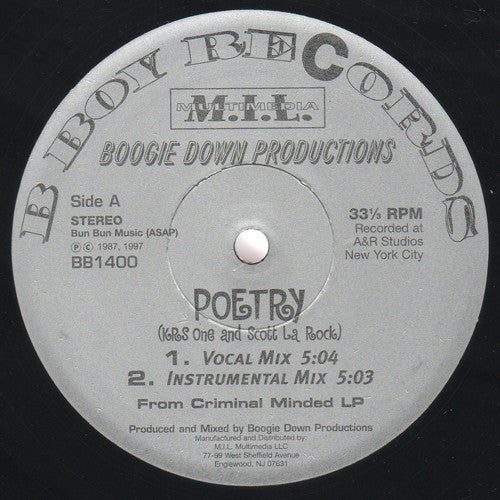 B BOY RECORDS
MULTIMEDIA
M.I.L.
BOOGIE DOWN PRODUCTIONS
Side A
STEREO
Bun Bun Music (ASAP)
℗ © 1987, 1997
BB1400
33⅓ RPM
Recorded at
A&R Studios
New York City
POETRY
(KRS One and Scott La Rock)
1. VOCAL MIX 5:04
2. INSTRUMENTAL MIX 5:03
From Criminal Minded LP
Produced and Mixed by Boogie Down Productions
Manufactured and Distributed by:
M.I.L. Multimedia LLC
77-99 West Sheffield Avenue
Englewood, NJ 07631